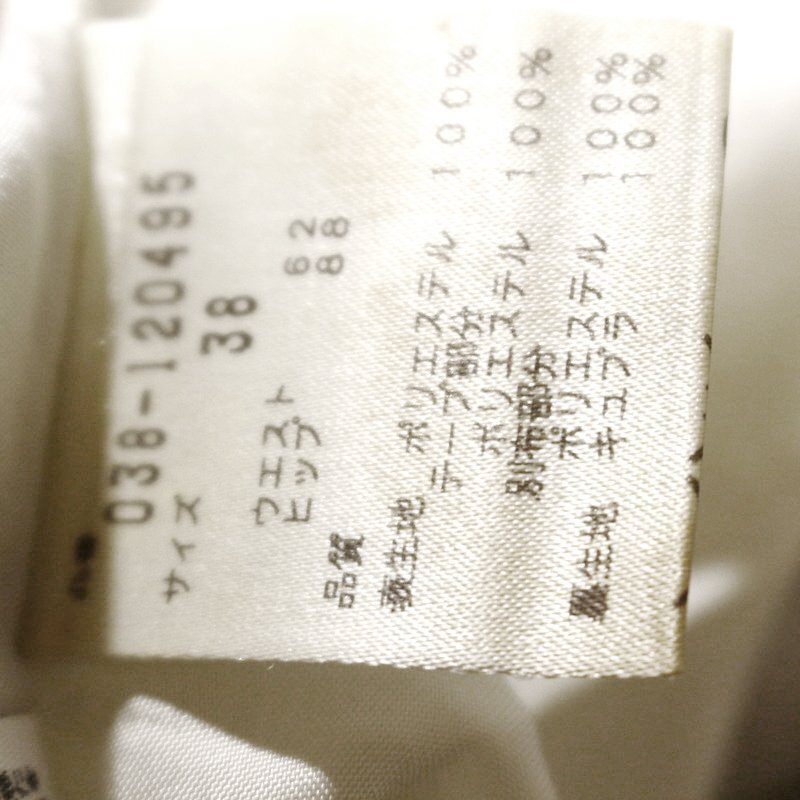 038-120495
サイズ 38
ウエスト 62
ヒップ 88
品質
表生地 ポリエステル 100%
テープ部分
ポリエステル 100%
別布部分
ポリエステル 100%
裏生地 キュプラ 100%